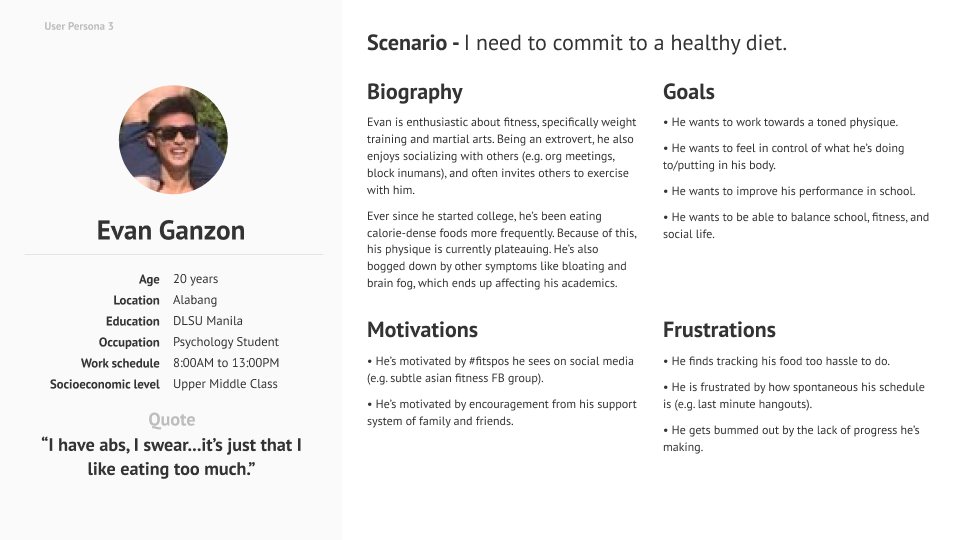 User Persona 3
Evan Ganzon
Age 20 years
Location Alabang
Education DLSU Manila
Occupation Psychology Student
Work schedule 8:00AM to 13:00PM
Socioeconomic level Upper Middle Class
Quote
“I have abs, I swear...it’s just that I
like eating too much.”
Scenario - I need to commit to a healthy diet.
Biography
Evan is enthusiastic about fitness, specifically weight
training and martial arts. Being an extrovert, he also
enjoys socializing with others (e.g. org meetings,
block inumans), and often invites others to exercise
with him.
Ever since he started college, he’s been eating
calorie-dense foods more frequently. Because of this,
his physique is currently plateauing. He’s also
bogged down by other symptoms like bloating and
brain fog, which ends up affecting his academics.
Goals
• He wants to work towards a toned physique.
• He wants to feel in control of what he’s doing
to/putting in his body.
• He wants to improve his performance in school.
• He wants to be able to balance school, fitness, and
social life.
Motivations
• He’s motivated by #fitspos he sees on social media
(e.g. subtle asian fitness FB group).
• He’s motivated by encouragement from his support
system of family and friends.
Frustrations
• He finds tracking his food too hassle to do.
• He is frustrated by how spontaneous his schedule
is (e.g. last minute hangouts).
• He gets bummed out by the lack of progress he’s
making.